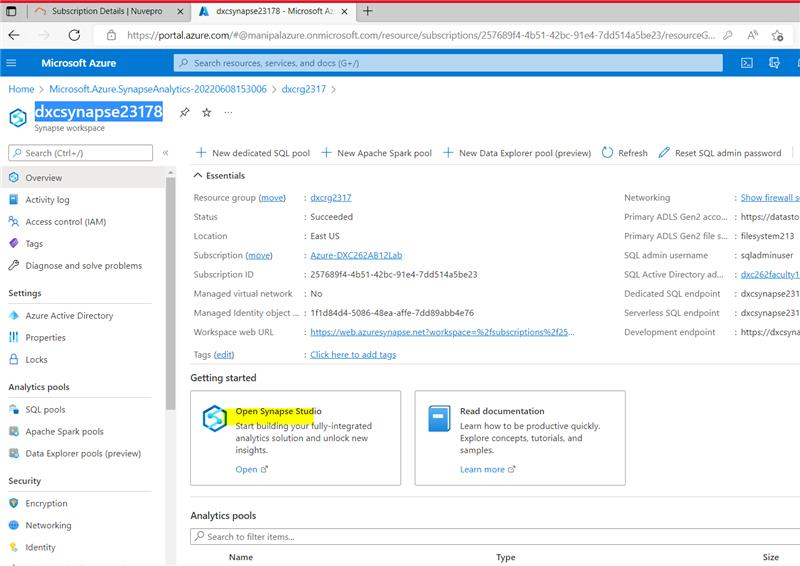 Subscription Details | Nuvepro
dxcsynapse23178 - Microsoft Az
https://portal.azure.com/#@manipalazure.onmicrosoft.com/resource/subscriptions/257689f4-4b51-42bc-91e4-7dd514a5be23/resourceG...
Microsoft Azure
Search resources, services, and docs (G+/)
Home > Microsoft.Azure.SynapseAnalytics-20220608153006 > dxcrg2317 >
dxcsynapse23178
Synapse workspace
Search (Ctrl+/)
Overview
Activity log
Access control (IAM)
Tags
Diagnose and solve problems
Settings
Azure Active Directory
Properties
Locks
Analytics pools
SQL pools
Apache Spark pools
Data Explorer pools (preview)
Security
Encryption
Networking
Identity
New dedicated SQL pool
New Apache Spark pool
New Data Explorer pool (preview)
Refresh
Reset SQL admin password
Essentials
Resource group (move) : dxcrg2317
Status : Succeeded
Location : East US
Subscription (move) : Azure-DXC262AB12Lab
Subscription ID : 257689f4-4b51-42bc-91e4-7dd514a5be23
Managed virtual network : No
Managed Identity object ... : 1f1d84d4-5086-48ea-affe-7dd89abb4e76
Workspace web URL : https://web.azuresynapse.net?workspace=%2fsubscriptions%2f25...
Tags (edit) : Click here to add tags
Networking : Show firewall s
Primary ADLS Gen2 acco... : https://datasto
Primary ADLS Gen2 file s... : filesystem213
SQL admin username : sqladminuser
SQL Active Directory ad... : dxc262faculty1
Dedicated SQL endpoint : dxcsynapse231
Serverless SQL endpoint : dxcsynapse231
Development endpoint : https://dxcsyna
Getting started
Open Synapse Studio
Start building your fully-integrated
analytics solution and unlock new
insights.
Open
Read documentation
Learn how to be productive quickly.
Explore concepts, tutorials, and
samples.
Learn more
Analytics pools
Search to filter items...
Name
Type
Size